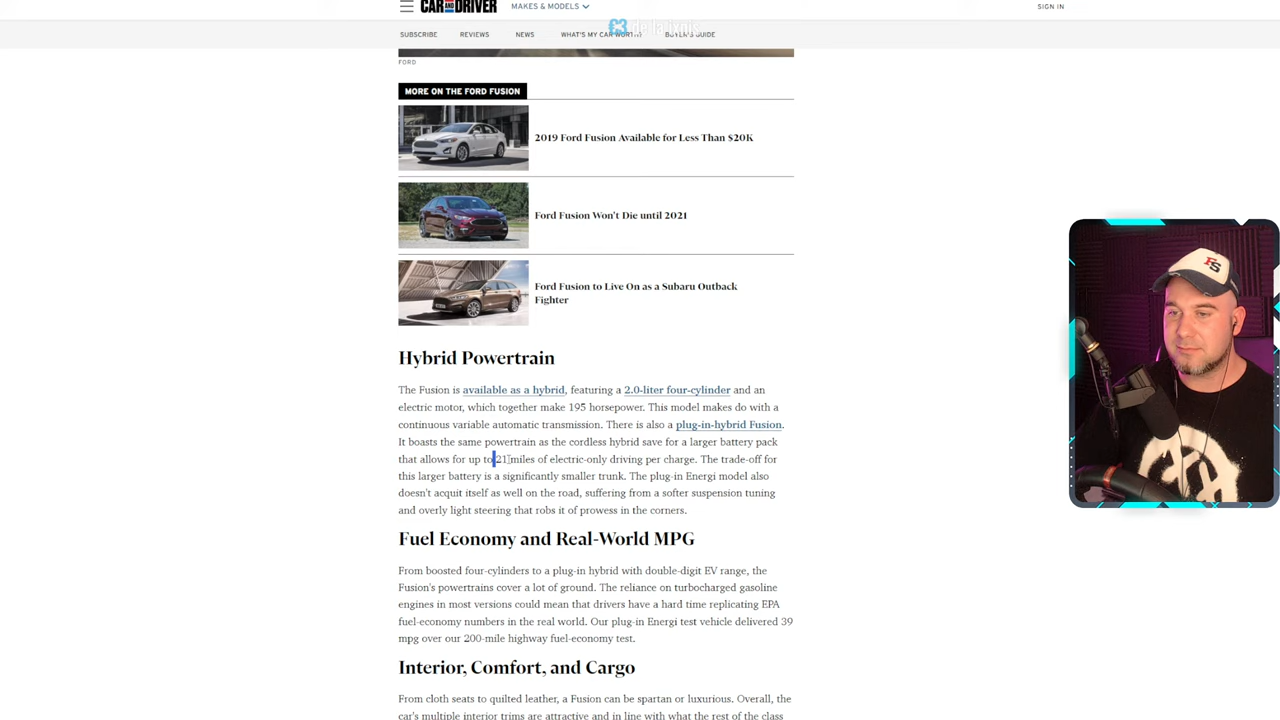 CAR AND DRIVER
MAKES & MODELS
SIGN IN
SUBSCRIBE
REVIEWS
NEWS
WHAT'S MY CAR WORTH?
BUYER'S GUIDE
FORD
MORE ON THE FORD FUSION
2019 Ford Fusion Available for Less Than $20K
Ford Fusion Won't Die until 2021
Ford Fusion to Live On as a Subaru Outback
Fighter
Hybrid Powertrain
The Fusion is available as a hybrid, featuring a 2.0-liter four-cylinder and an
electric motor, which together make 195 horsepower. This model makes do with a
continuous variable automatic transmission. There is also a plug-in-hybrid Fusion.
It boasts the same powertrain as the cordless hybrid save for a larger battery pack
that allows for up to 21 miles of electric-only driving per charge. The trade-off for
this larger battery is a significantly smaller trunk. The plug-in Energi model also
doesn't acquit itself as well on the road, suffering from a softer suspension tuning
and overly light steering that robs it of prowess in the corners.
Fuel Economy and Real-World MPG
From boosted four-cylinders to a plug-in hybrid with double-digit EV range, the
Fusion's powertrains cover a lot of ground. The reliance on turbocharged gasoline
engines in most versions could mean that drivers have a hard time replicating EPA
fuel-economy numbers in the real world. Our plug-in Energi test vehicle delivered 39
mpg over our 200-mile highway fuel-economy test.
Interior, Comfort, and Cargo
From cloth seats to quilted leather, a Fusion can be spartan or luxurious. Overall, the
car's multiple interior trims are attractive and in line with what the rest of the class